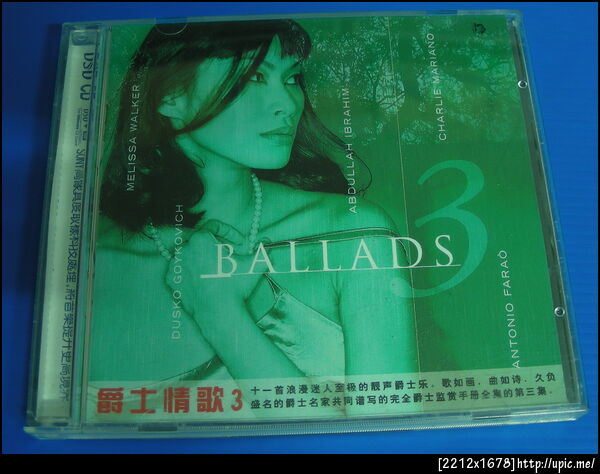 DSD CD
MELISSA WALKER
DUSKO GOYKOVICH
ABDULLAH IBRAHIM
CHARLIE MARIANO
ANTONIO FARAÒ
3
BALLADS
爵士情歌3
十一首浪漫迷人至极的靓声爵士乐．歌如画．曲如诗．久负
盛名的爵士名家共同谱写的完全爵士监赏手册全集的第三集．
[2212x1678]http://upic.me/